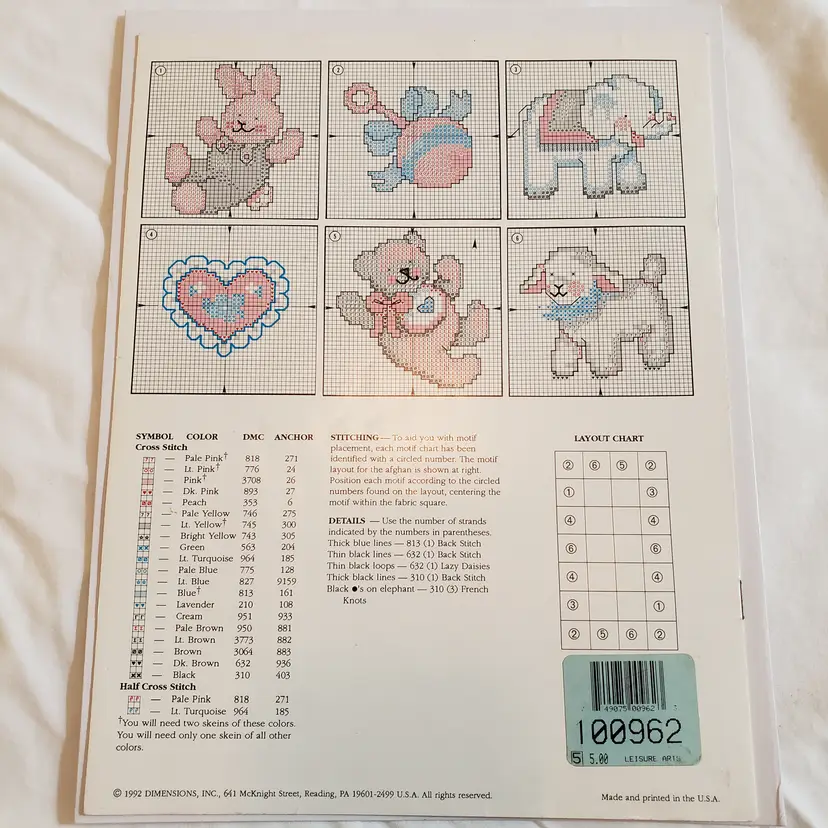 1
2
3
4
5
6
SYMBOL COLOR DMC ANCHOR
Cross Stitch
— Pale Pink† 818 271
— Lt. Pink† 776 24
— Pink† 3708 26
— Dk. Pink 893 27
— Peach 353 6
— Pale Yellow 746 275
— Lt. Yellow† 745 300
— Bright Yellow 743 305
— Green 563 204
— Lt. Turquoise 964 185
— Pale Blue 775 128
— Lt. Blue 827 9159
— Blue† 813 161
— Lavender 210 108
— Cream 951 933
— Pale Brown 950 881
— Lt. Brown 3773 882
— Brown 3064 883
— Dk. Brown 632 936
— Black 310 403
Half Cross Stitch
— Pale Pink 818 271
— Lt. Turquoise 964 185
†You will need two skeins of these colors.
You will need only one skein of all other
colors.
STITCHING — To aid you with motif
placement, each motif chart has been
identified with a circled number. The motif
layout for the afghan is shown at right.
Position each motif according to the circled
numbers found on the layout, centering the
motif within the fabric square.
DETAILS — Use the number of strands
indicated by the numbers in parentheses.
Thick blue lines — 813 (1) Back Stitch
Thin black lines — 632 (1) Back Stitch
Thin black loops — 632 (1) Lazy Daisies
Thick black lines — 310 (1) Back Stitch
Black ●'s on elephant — 310 (3) French
Knots
LAYOUT CHART
2 6 5 2
1 3
4 4
6 6
4 4
3 1
2 5 6 2
49075 00962
100962
5 5.00 LEISURE ARTS
© 1992 DIMENSIONS, INC., 641 McKnight Street, Reading, PA 19601-2499 U.S.A. All rights reserved.
Made and printed in the U.S.A.